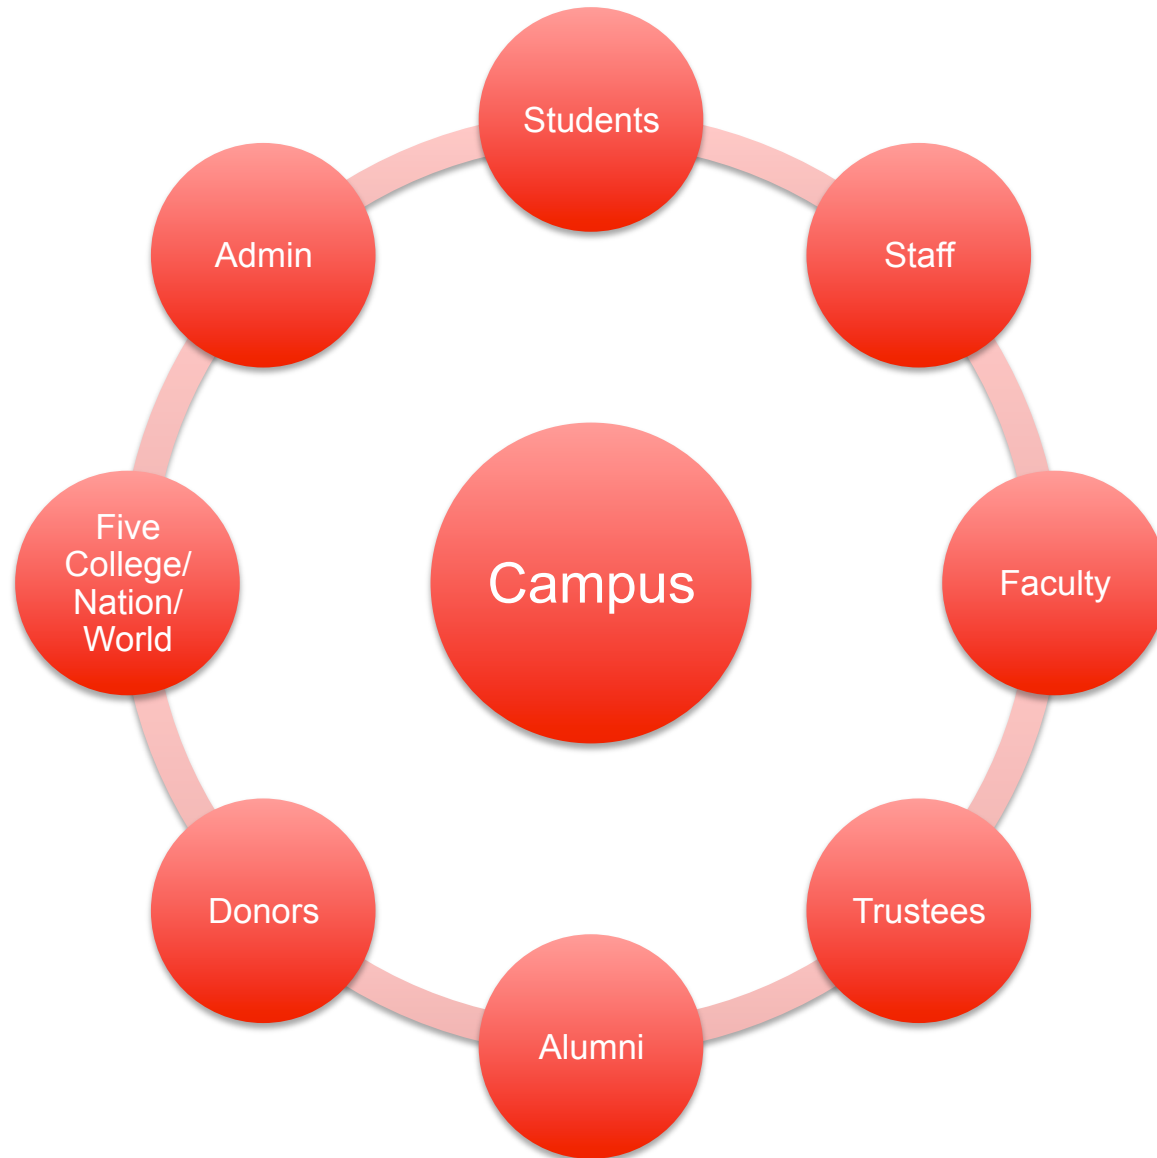 Students
Admin
Staff
Five
College/
Nation/
World
Campus
Faculty
Donors
Trustees
Alumni